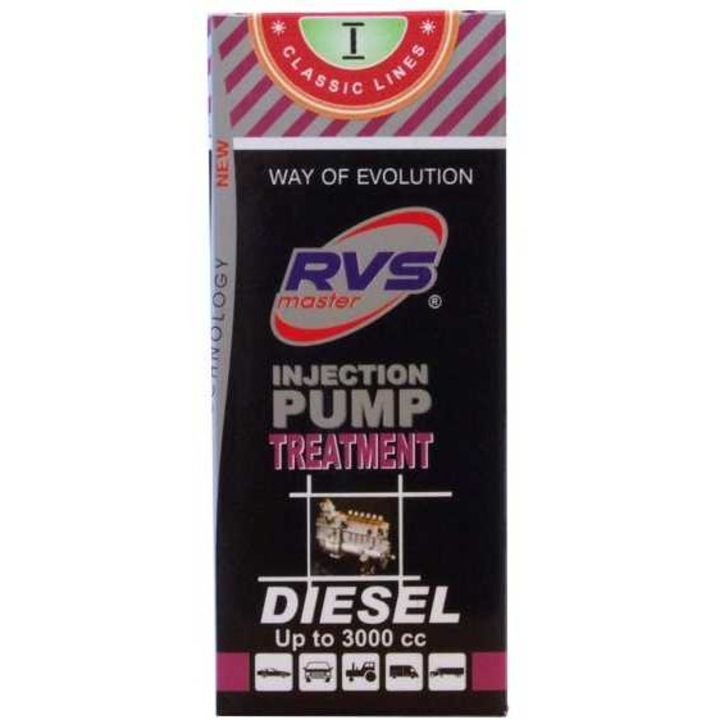 I
CLASSIC LINES
NEW
WAY OF EVOLUTION
RVS
master
®
INJECTION
PUMP
TREATMENT
DIESEL
Up to 3000 cc